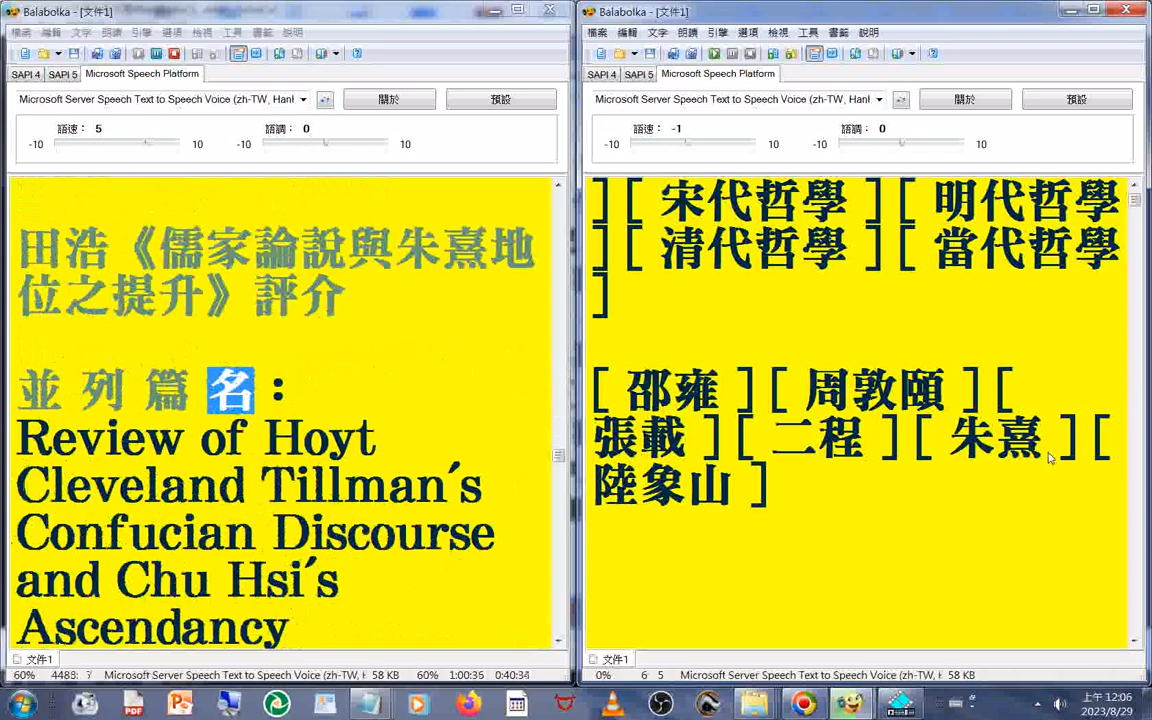 Balabolka - [文件1]
檔案 編輯 文字 朗讀 引擎 選項 檢視 工具 書籤 說明
SAPI 4 SAPI 5 Microsoft Speech Platform
Microsoft Server Speech Text to Speech Voice (zh-TW, Hanl
關於
預設
語速： 5
語調： 0
-10 10 -10 10
田浩《儒家論說與朱熹地
位之提升》評介
並 列 篇 名：
Review of Hoyt
Cleveland Tillman′s
Confucian Discourse
and Chu Hsi′s
Ascendancy
文件1
60% 4488: 7 Microsoft Server Speech Text to Speech Voice (zh-TW, H 58 KB 60% 1:00:36 0:40:34
Balabolka - [文件1]
檔案 編輯 文字 朗讀 引擎 選項 檢視 工具 書籤 說明
SAPI 4 SAPI 5 Microsoft Speech Platform
Microsoft Server Speech Text to Speech Voice (zh-TW, Hanl
關於
預設
語速： -1
語調： 0
-10 10 -10 10
][ 宋代哲學 ][ 明代哲學
][ 清代哲學 ][ 當代哲學
]
[ 邵雍 ][ 周敦頤 ][
張載 ][ 二程 ][ 朱熹 ][
陸象山 ]
文件1
0% 6: 5 Microsoft Server Speech Text to Speech Voice (zh-TW, H 58 KB
PDF
上午 12:06
2023/8/29